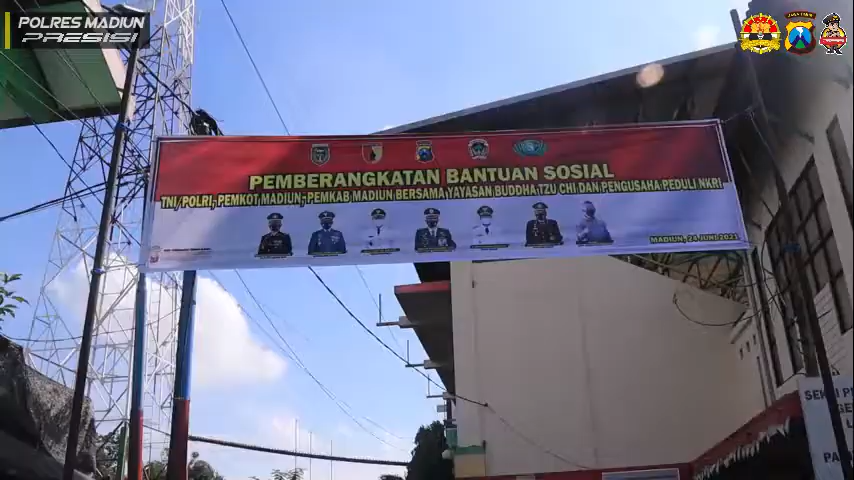 POLRES MADIUN
PRESISI
PEMBERANGKATAN BANTUAN SOSIAL
TNI/POLRI, PEMKOT MADIUN, PEMKAB MADIUN BERSAMA YAYASAN BUDDHA TZU CHI DAN PENGUSAHA PEDULI NKRI
MADIUN, 24 JUNI 2021